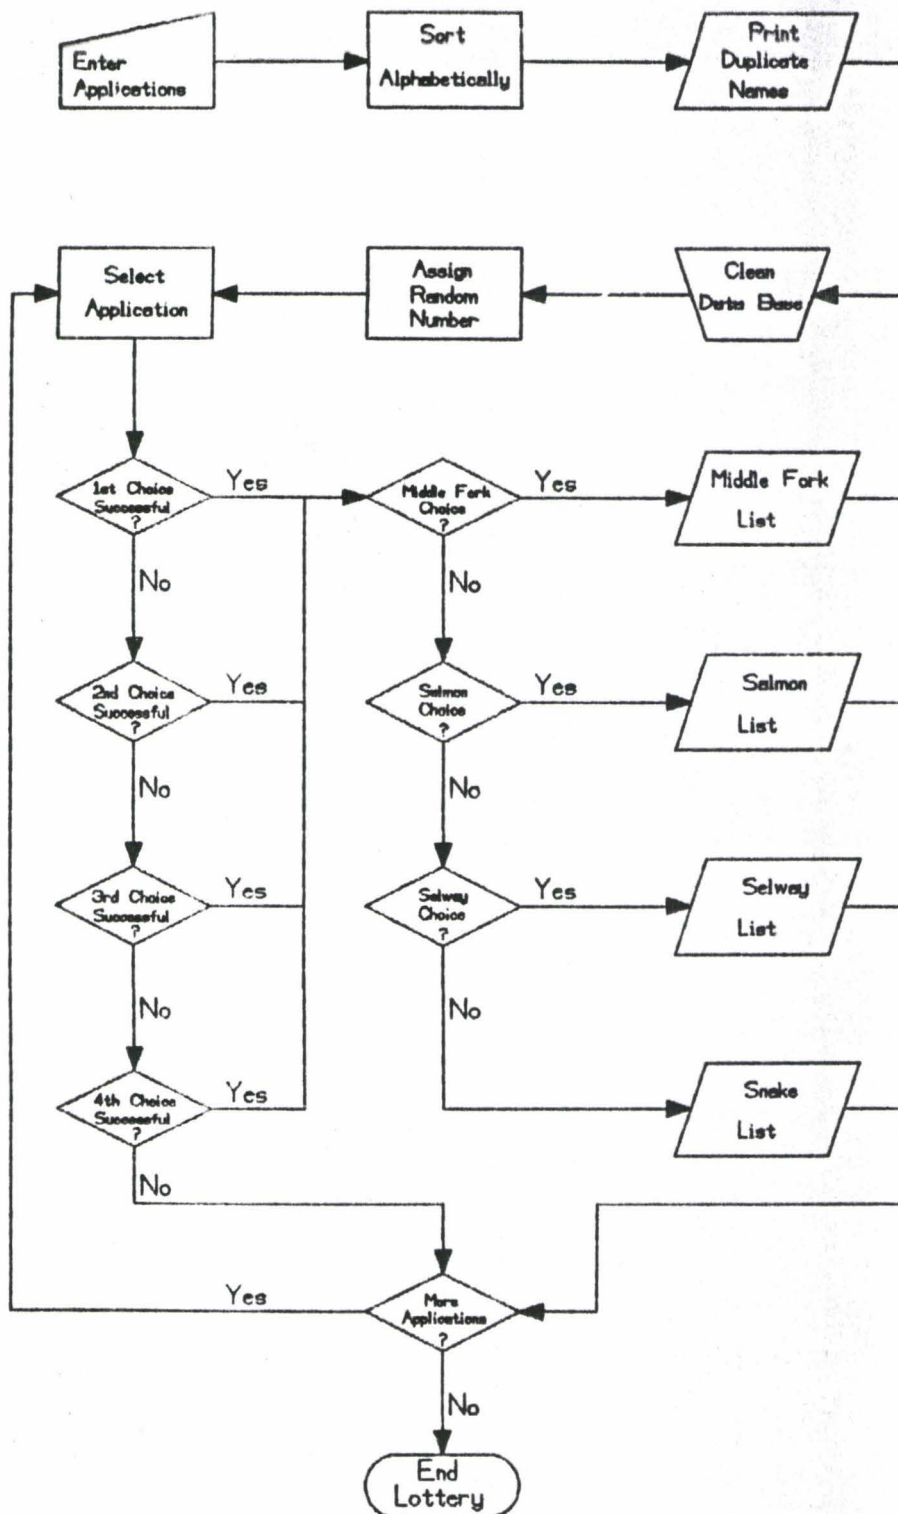 Enter
Applications
Sort
Alphabetically
Print
Duplicate
Names
Select
Application
Assign
Random
Number
Clean
Data Base
1st Choice
Successful
?
Yes
Middle Fork
Choice
?
Yes
Middle Fork
List
No
No
2nd Choice
Successful
?
Yes
Salmon
Choice
?
Yes
Salmon
List
No
No
3rd Choice
Successful
?
Yes
Selway
Choice
?
Yes
Selway
List
No
No
4th Choice
Successful
?
Yes
Snake
List
No
Yes
More
Applications
?
No
End
Lottery